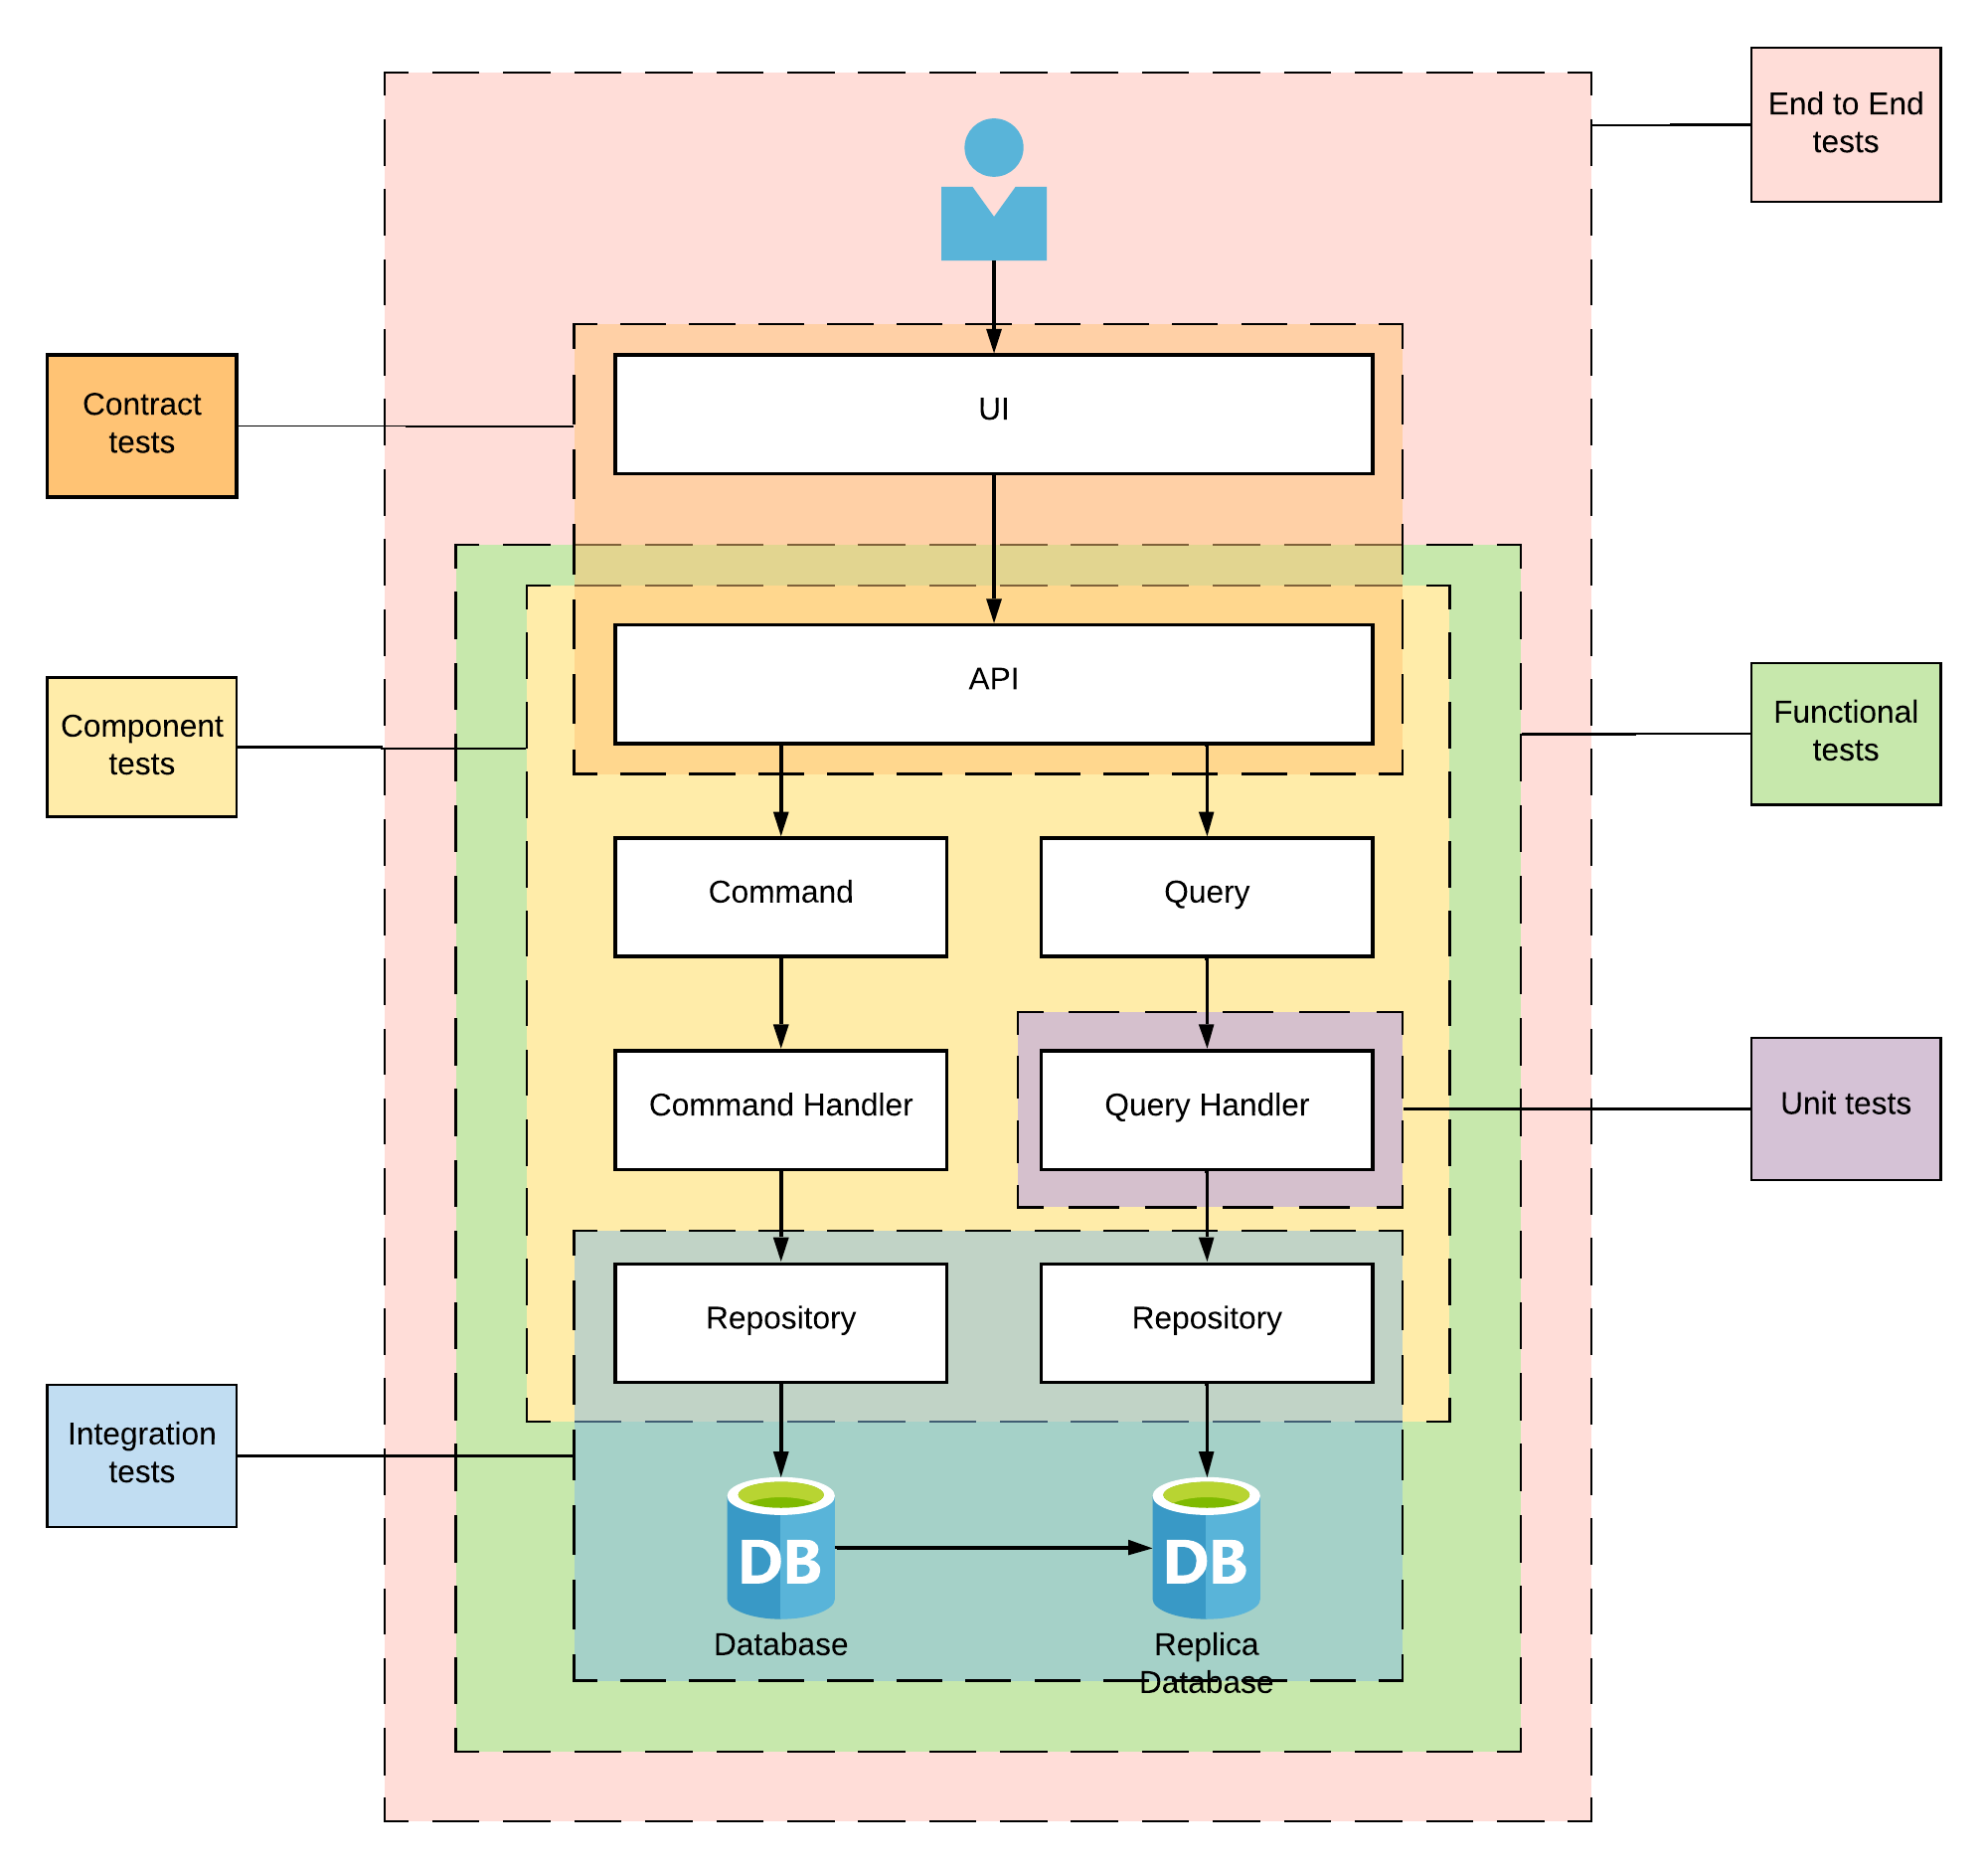 End to End
tests
Contract
tests
UI
Component
tests
API
Functional
tests
Command
Query
Command Handler
Query Handler
Unit tests
Repository
Repository
Integration
tests
DB
DB
Database
Replica
Database